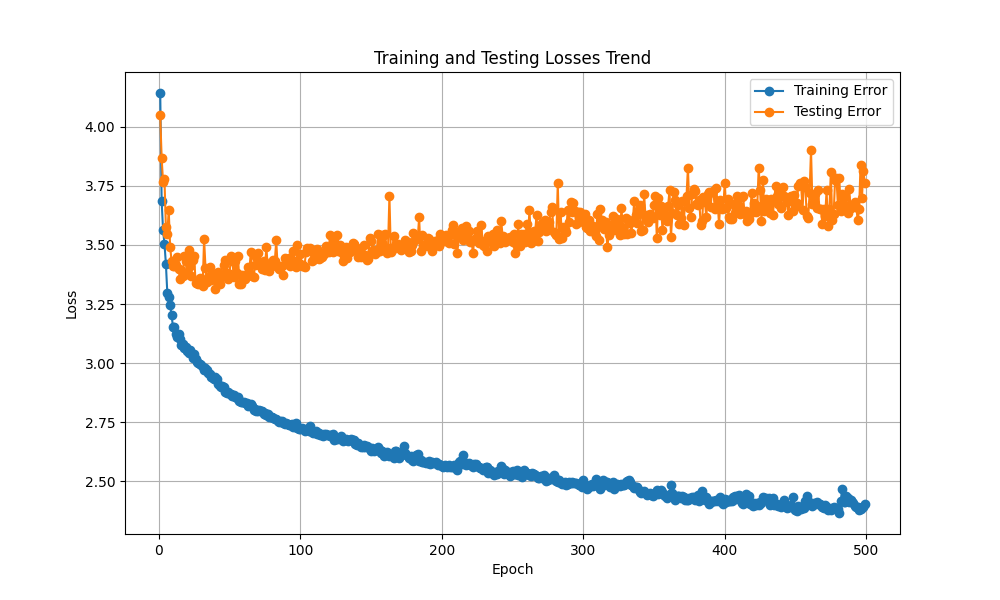 Training and Testing Losses Trend
Training Error
Testing Error
4.00
3.75
3.50
3.25
3.00
2.75
2.50
Loss
0 100 200 300 400 500
Epoch